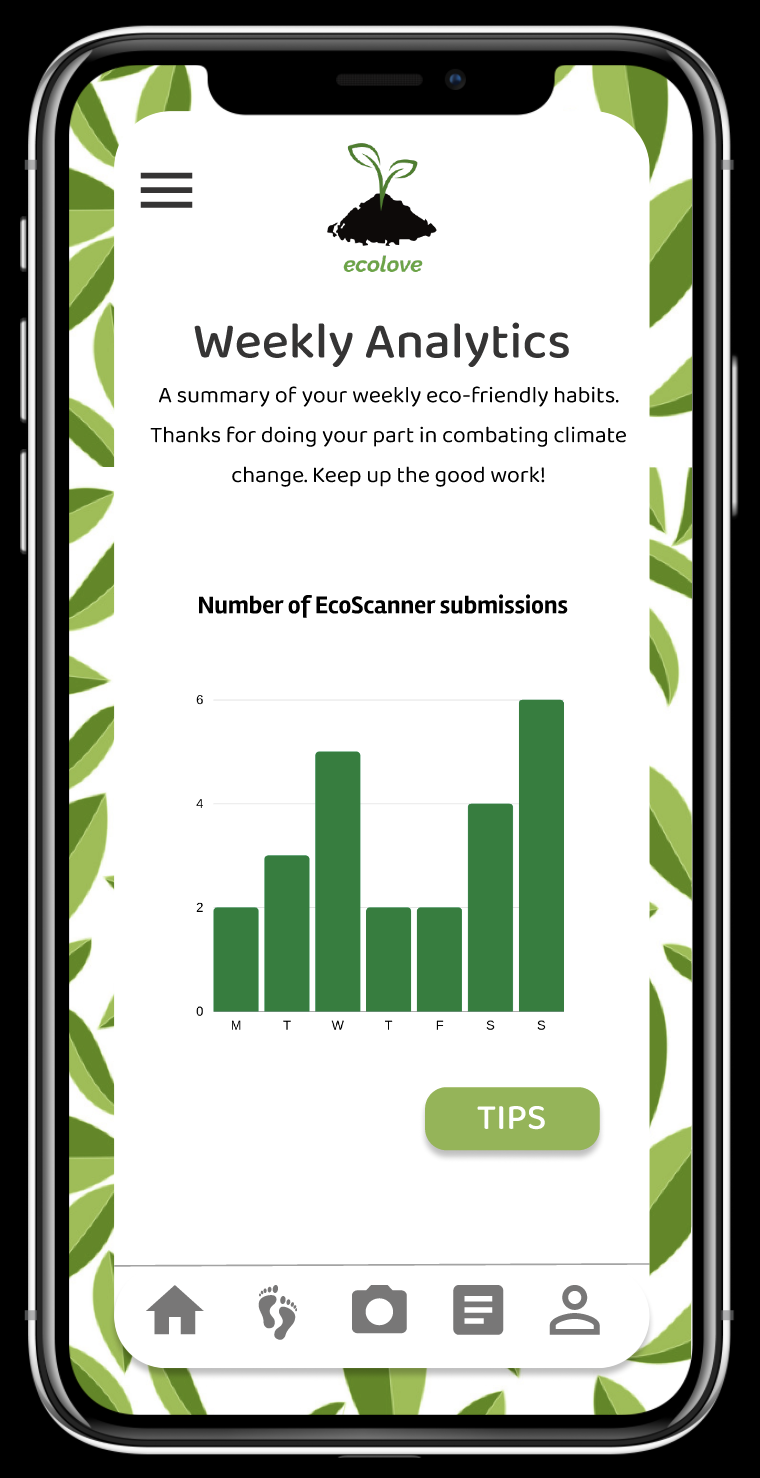 ecolove
Weekly Analytics
A summary of your weekly eco-friendly habits.
Thanks for doing your part in combating climate
change. Keep up the good work!
Number of EcoScanner submissions
6
4
2
0
M T W T F S S
TIPS